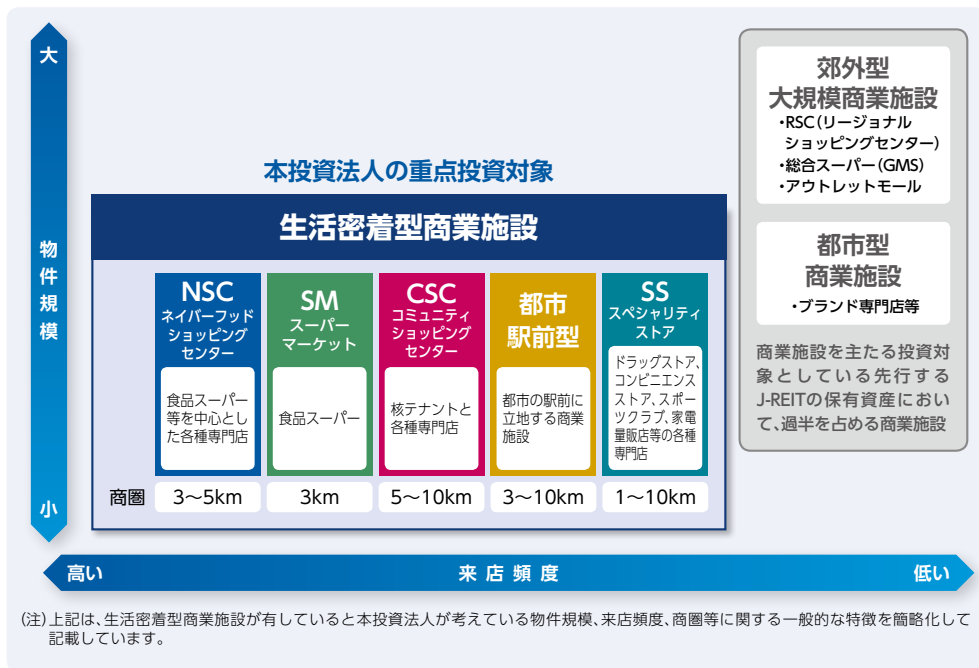 大
物件規模
小
本投資法人の重点投資対象
生活密着型商業施設
NSC
ネイバーフッド
ショッピング
センター
食品スーパー
等を中心とし
た各種専門店
SM
スーパー
マーケット
食品スーパー
CSC
コミュニティ
ショッピング
センター
核テナントと
各種専門店
都市
駅前型
都市の駅前に
立地する商業
施設
SS
スペシャリティ
ストア
ドラッグストア、
コンビニエンス
ストア、スポー
ツクラブ、家電
量販店等の各種
専門店
商圏 3〜5km 3km 5〜10km 3〜10km 1〜10km
郊外型
大規模商業施設
・RSC(リージョナル
ショッピングセンター)
・総合スーパー(GMS)
・アウトレットモール
都市型
商業施設
・ブランド専門店等
商業施設を主たる投資対
象としている先行する
J-REITの保有資産におい
て、過半を占める商業施設
高い 来店頻度 低い
(注)上記は、生活密着型商業施設が有していると本投資法人が考えている物件規模、来店頻度、商圏等に関する一般的な特徴を簡略化して
記載しています。